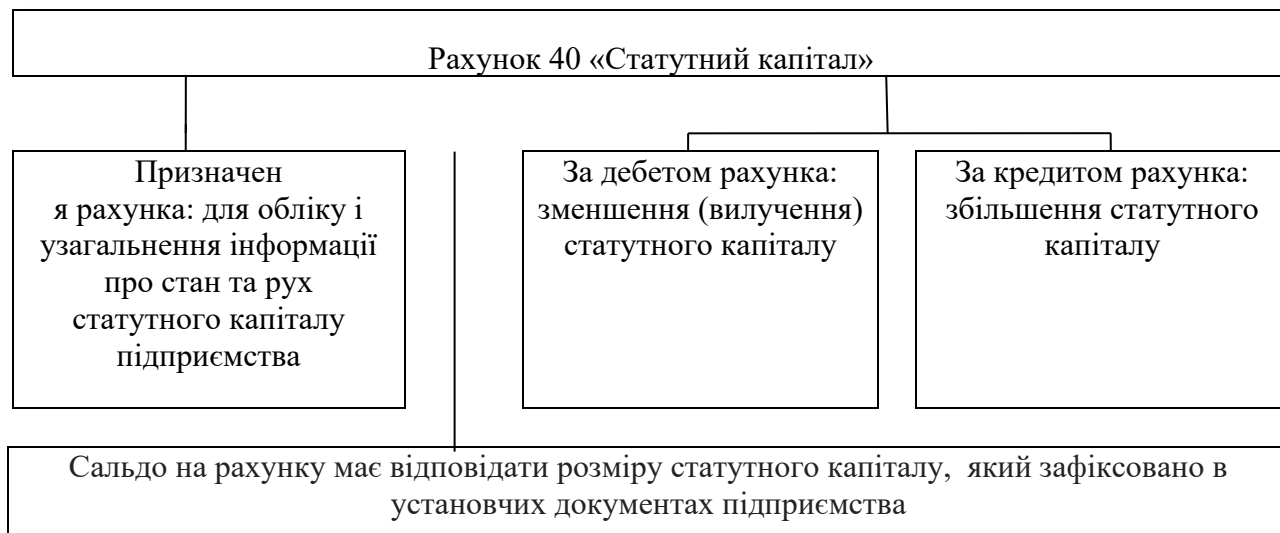 Рахунок 40 «Статутний капітал»
Призначен
я рахунка: для обліку і
узагальнення інформації
про стан та рух
статутного капіталу
підприємства
За дебетом рахунка:
зменшення (вилучення)
статутного капіталу
За кредитом рахунка:
збільшення статутного
капіталу
Сальдо на рахунку має відповідати розміру статутного капіталу, який зафіксовано в
установчих документах підприємства